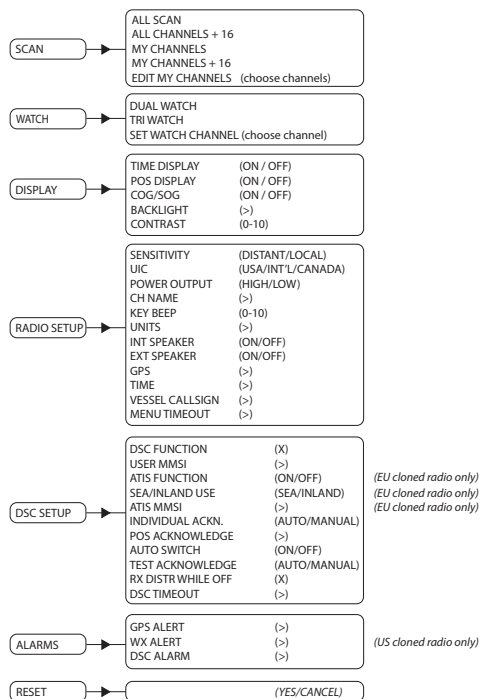 SCAN
ALL SCAN
ALL CHANNELS + 16
MY CHANNELS
MY CHANNELS + 16
EDIT MY CHANNELS (choose channels)
WATCH
DUAL WATCH
TRI WATCH
SET WATCH CHANNEL (choose channel)
DISPLAY
TIME DISPLAY (ON / OFF)
POS DISPLAY (ON / OFF)
COG/SOG (ON / OFF)
BACKLIGHT (>)
CONTRAST (0-10)
RADIO SETUP
SENSITIVITY (DISTANT/LOCAL)
UIC (USA/INT'L/CANADA)
POWER OUTPUT (HIGH/LOW)
CH NAME (>)
KEY BEEP (0-10)
UNITS (>)
INT SPEAKER (ON/OFF)
EXT SPEAKER (ON/OFF)
GPS (>)
TIME (>)
VESSEL CALLSIGN (>)
MENU TIMEOUT (>)
DSC SETUP
DSC FUNCTION (X)
USER MMSI (>)
ATIS FUNCTION (ON/OFF) (EU cloned radio only)
SEA/INLAND USE (SEA/INLAND) (EU cloned radio only)
ATIS MMSI (>) (EU cloned radio only)
INDIVIDUAL ACKN. (AUTO/MANUAL)
POS ACKNOWLEDGE (>)
AUTO SWITCH (ON/OFF)
TEST ACKNOWLEDGE (AUTO/MANUAL)
RX DISTR WHILE OFF (X)
DSC TIMEOUT (>)
ALARMS
GPS ALERT (>)
WX ALERT (>) (US cloned radio only)
DSC ALARM (>)
RESET
(YES/CANCEL)